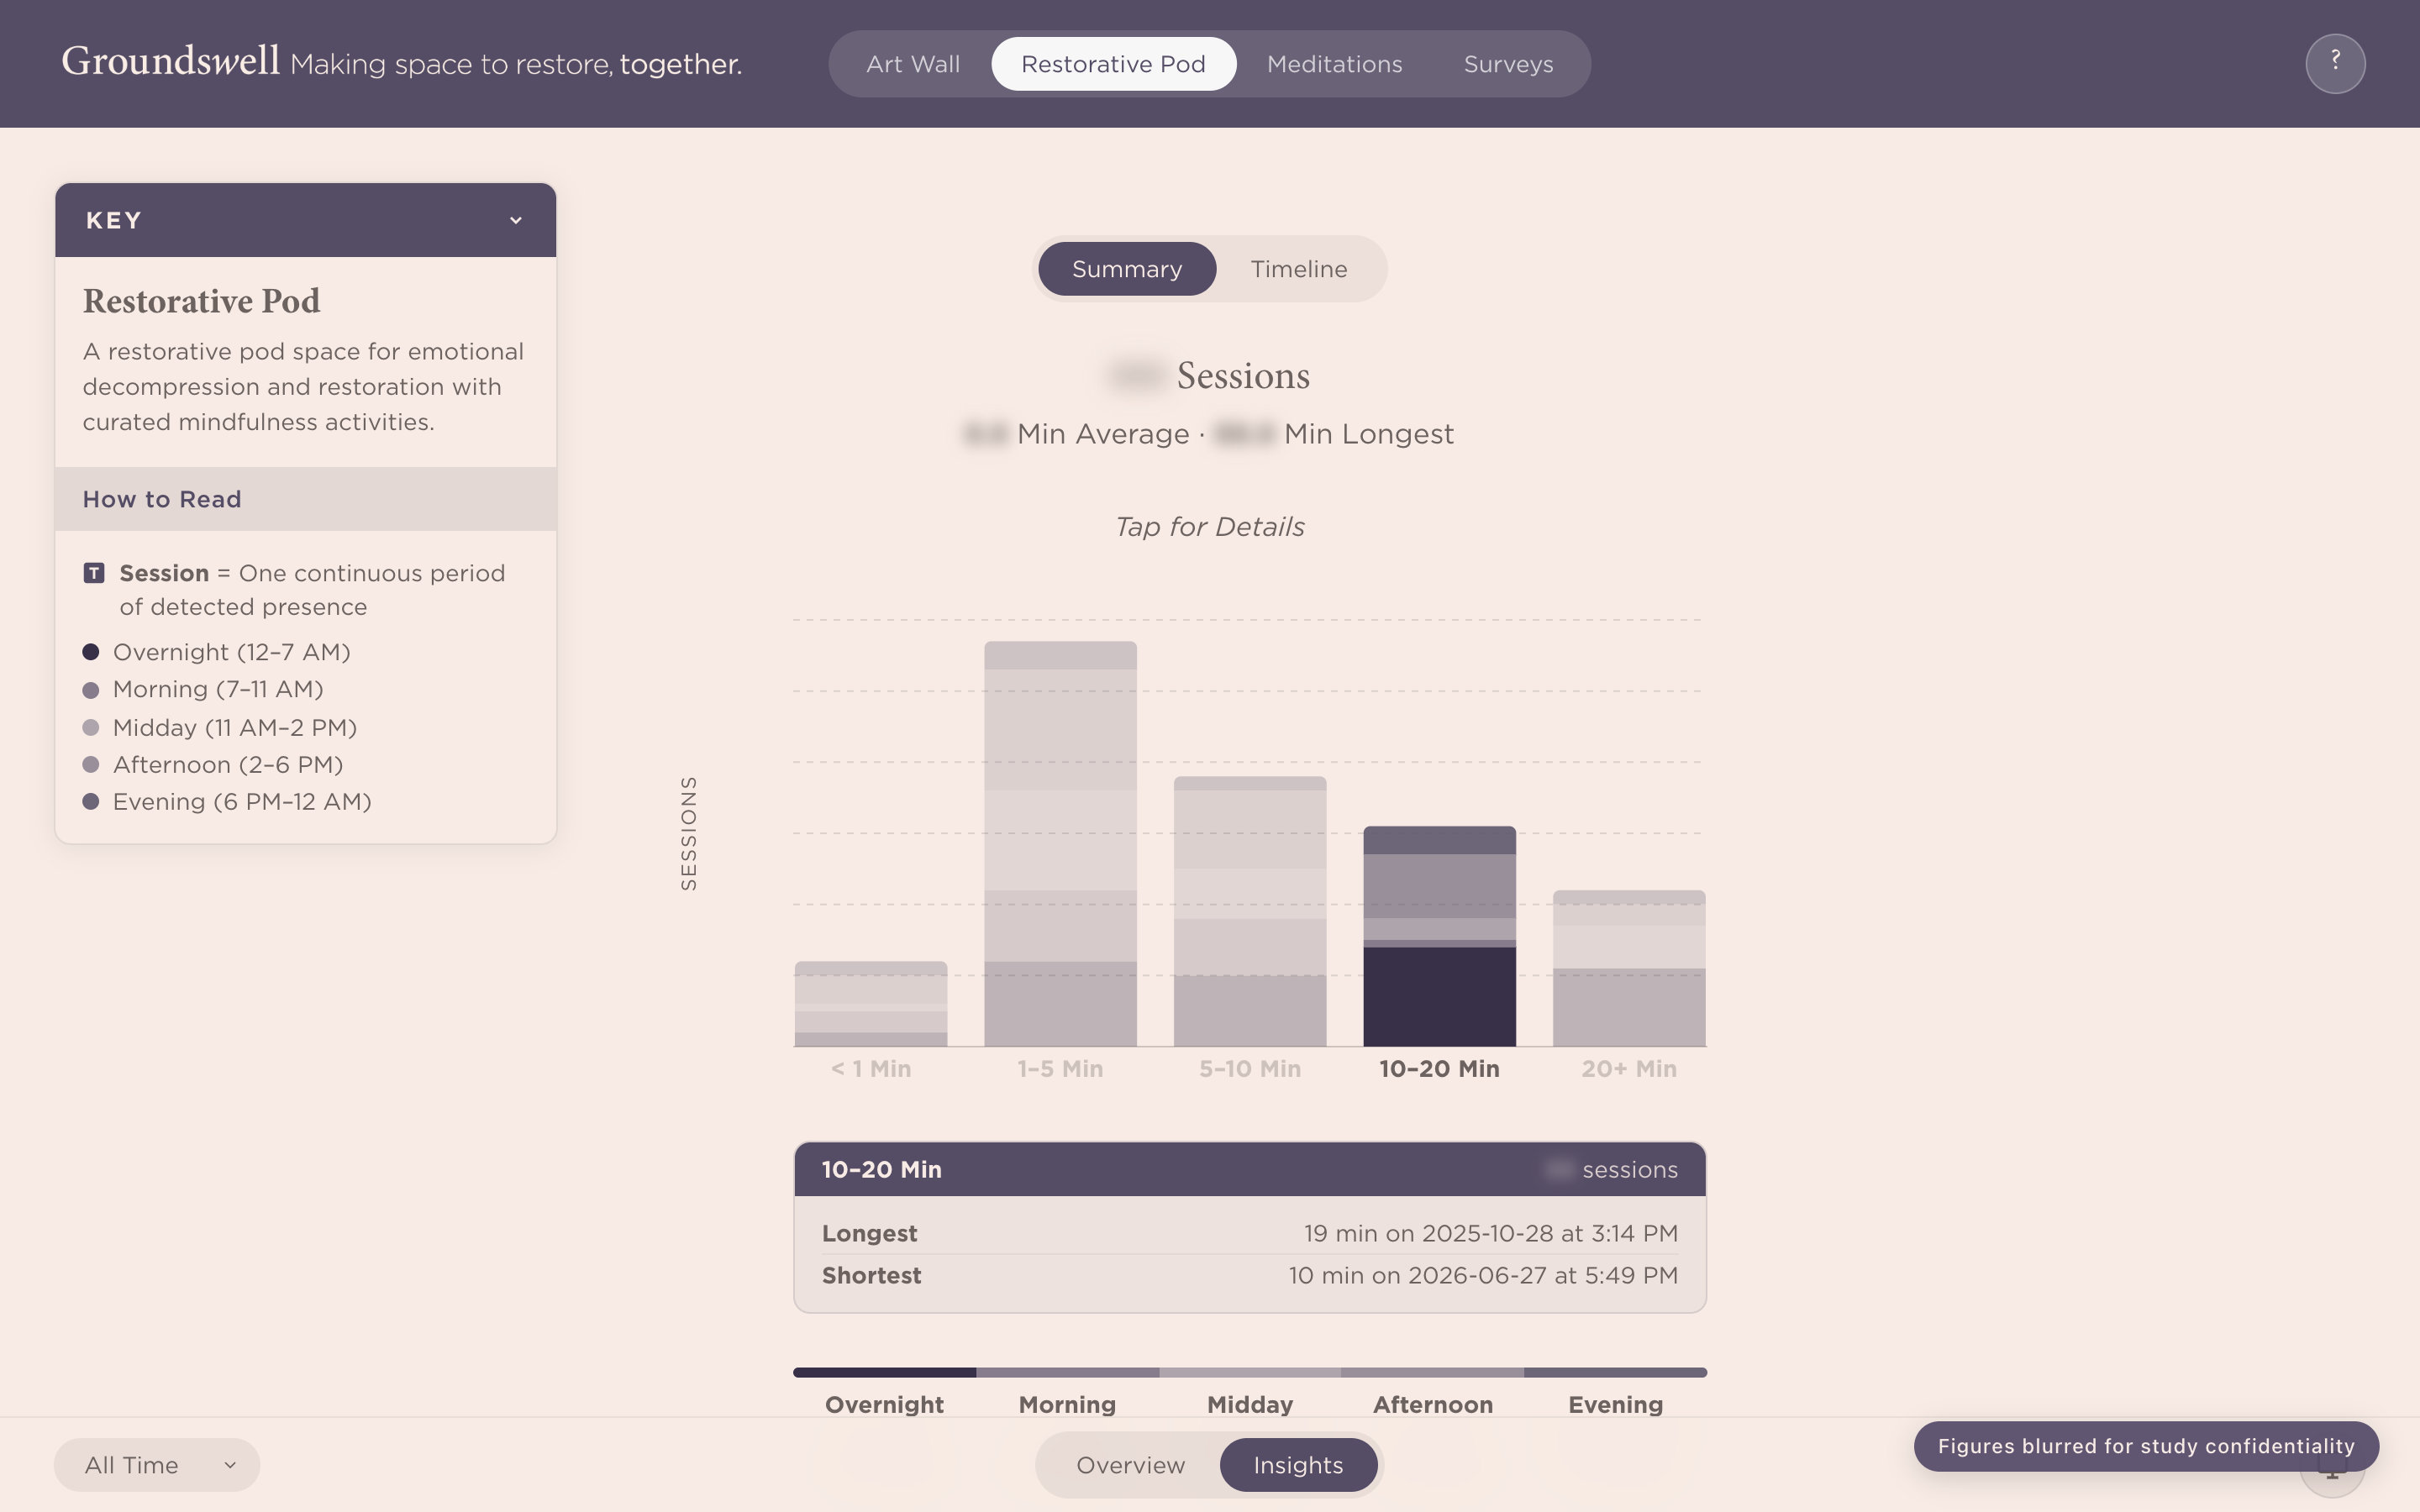 Groundswell Making space to restore, together.
Art Wall
Restorative Pod
Meditations
Surveys
?
KEY
Restorative Pod
A restorative pod space for emotional
decompression and restoration with
curated mindfulness activities.
How to Read
T Session = One continuous period
of detected presence
Overnight (12–7 AM)
Morning (7–11 AM)
Midday (11 AM–2 PM)
Afternoon (2–6 PM)
Evening (6 PM–12 AM)
Summary
Timeline
Sessions
Min Average · Min Longest
Tap for Details
SESSIONS
< 1 Min
1–5 Min
5–10 Min
10–20 Min
20+ Min
10–20 Min
sessions
Longest
19 min on 2025-10-28 at 3:14 PM
Shortest
10 min on 2026-06-27 at 5:49 PM
Overnight
Morning
Midday
Afternoon
Evening
All Time
Overview
Insights
Figures blurred for study confidentiality